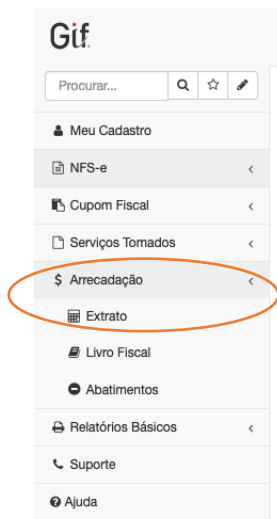 Gif
Procurar...
Meu Cadastro
NFS-e
Cupom Fiscal
Serviços Tomados
Arrecadação
Extrato
Livro Fiscal
Abatimentos
Relatórios Básicos
Suporte
Ajuda